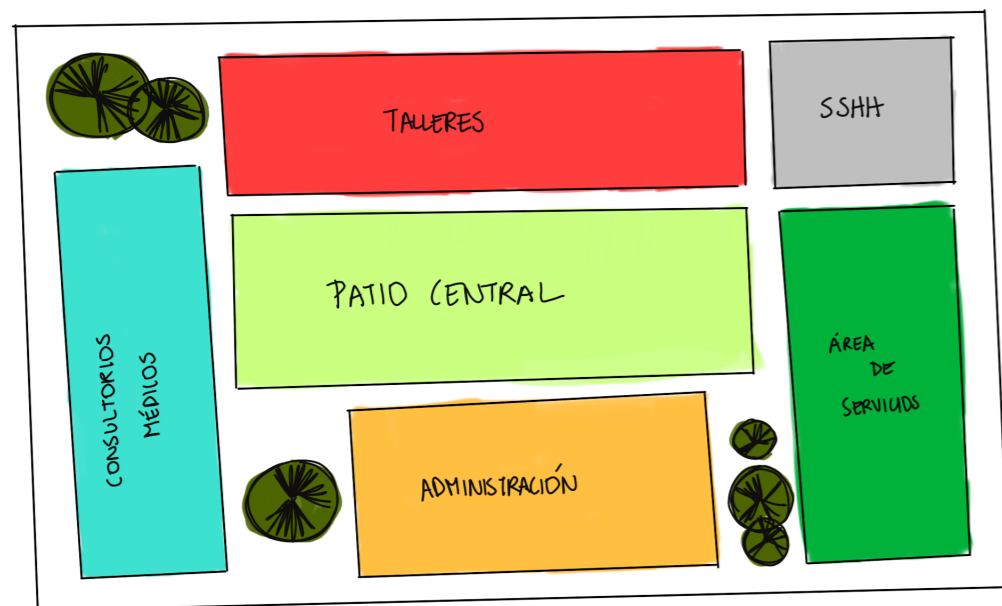 TALLERES
SSHH
PATIO CENTRAL
CONSULTORIOS
MÉDICOS
ÁREA
DE
SERVICIOS
ADMINISTRACIÓN